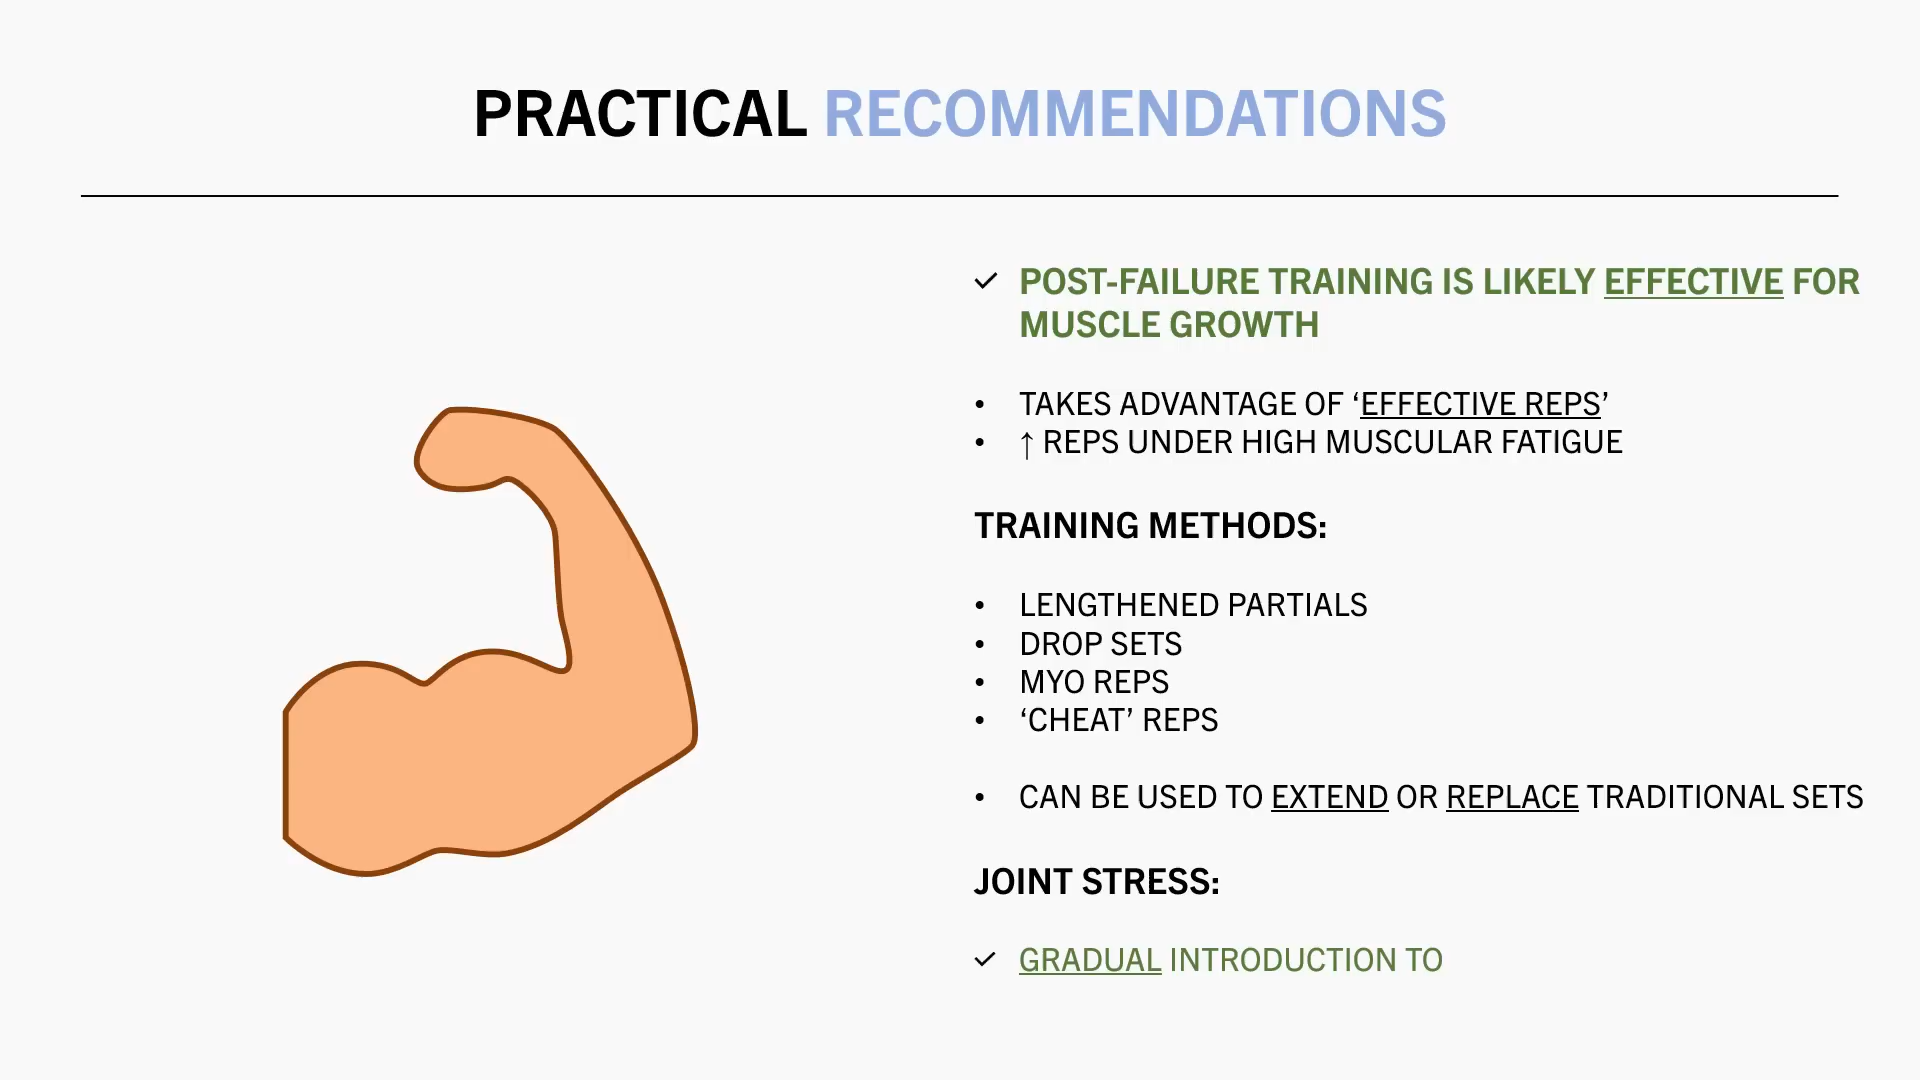 PRACTICAL RECOMMENDATIONS
✓ POST-FAILURE TRAINING IS LIKELY EFFECTIVE FOR
MUSCLE GROWTH
• TAKES ADVANTAGE OF ‘EFFECTIVE REPS’
• ↑ REPS UNDER HIGH MUSCULAR FATIGUE
TRAINING METHODS:
• LENGTHENED PARTIALS
• DROP SETS
• MYO REPS
• ‘CHEAT’ REPS
• CAN BE USED TO EXTEND OR REPLACE TRADITIONAL SETS
JOINT STRESS:
✓ GRADUAL INTRODUCTION TO